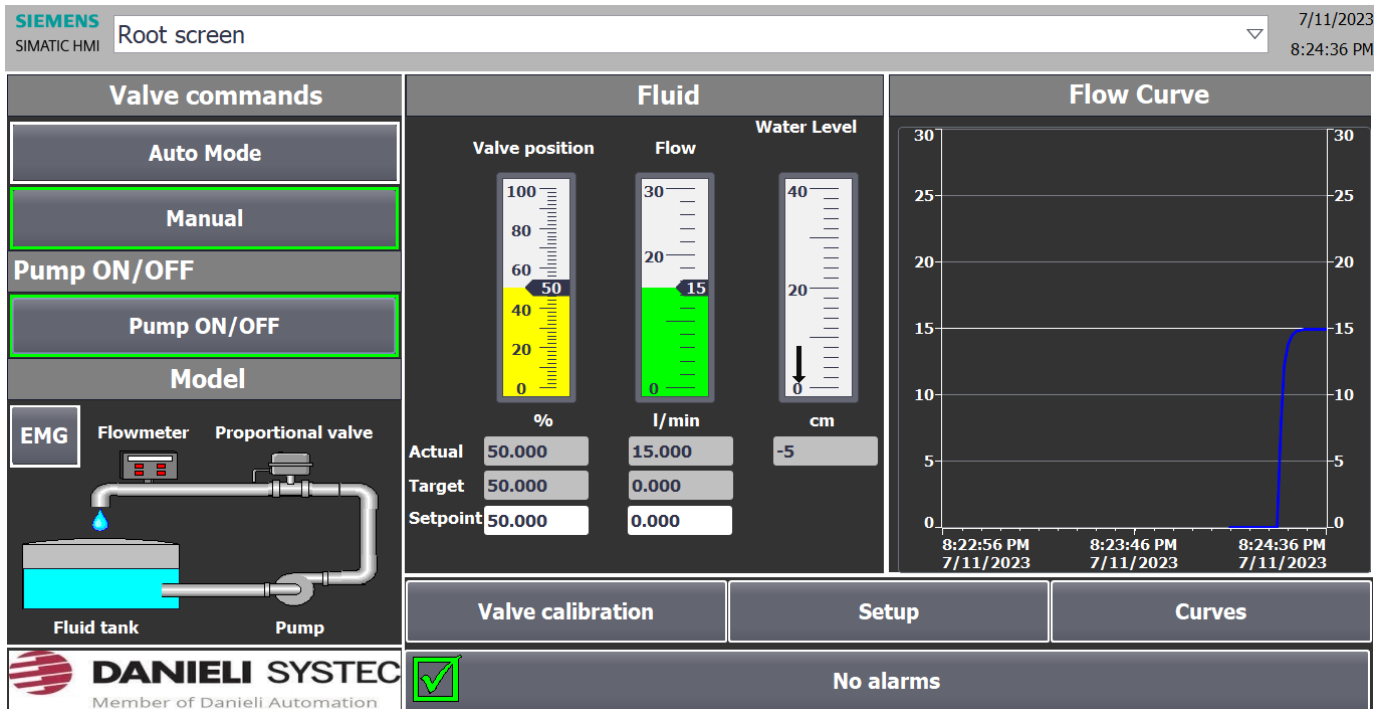 SIEMENS
SIMATIC HMI
Root screen
7/11/2023
8:24:36 PM
Valve commands
Auto Mode
Manual
Pump ON/OFF
Pump ON/OFF
Model
EMG
Flowmeter
Proportional valve
Fluid tank
Pump
DANIELI SYSTEC
Member of Danieli Automation
Fluid
Valve position
Flow
Water Level
100
80
60
50
40
20
0
30
20
15
0
40
20
0
%
l/min
cm
Actual 50.000 15.000 -5
Target 50.000 0.000
Setpoint 50.000 0.000
Flow Curve
30 30
25 25
20 20
15 15
10 10
5 5
0 0
8:22:56 PM 8:23:46 PM 8:24:36 PM
7/11/2023 7/11/2023 7/11/2023
Valve calibration
Setup
Curves
No alarms